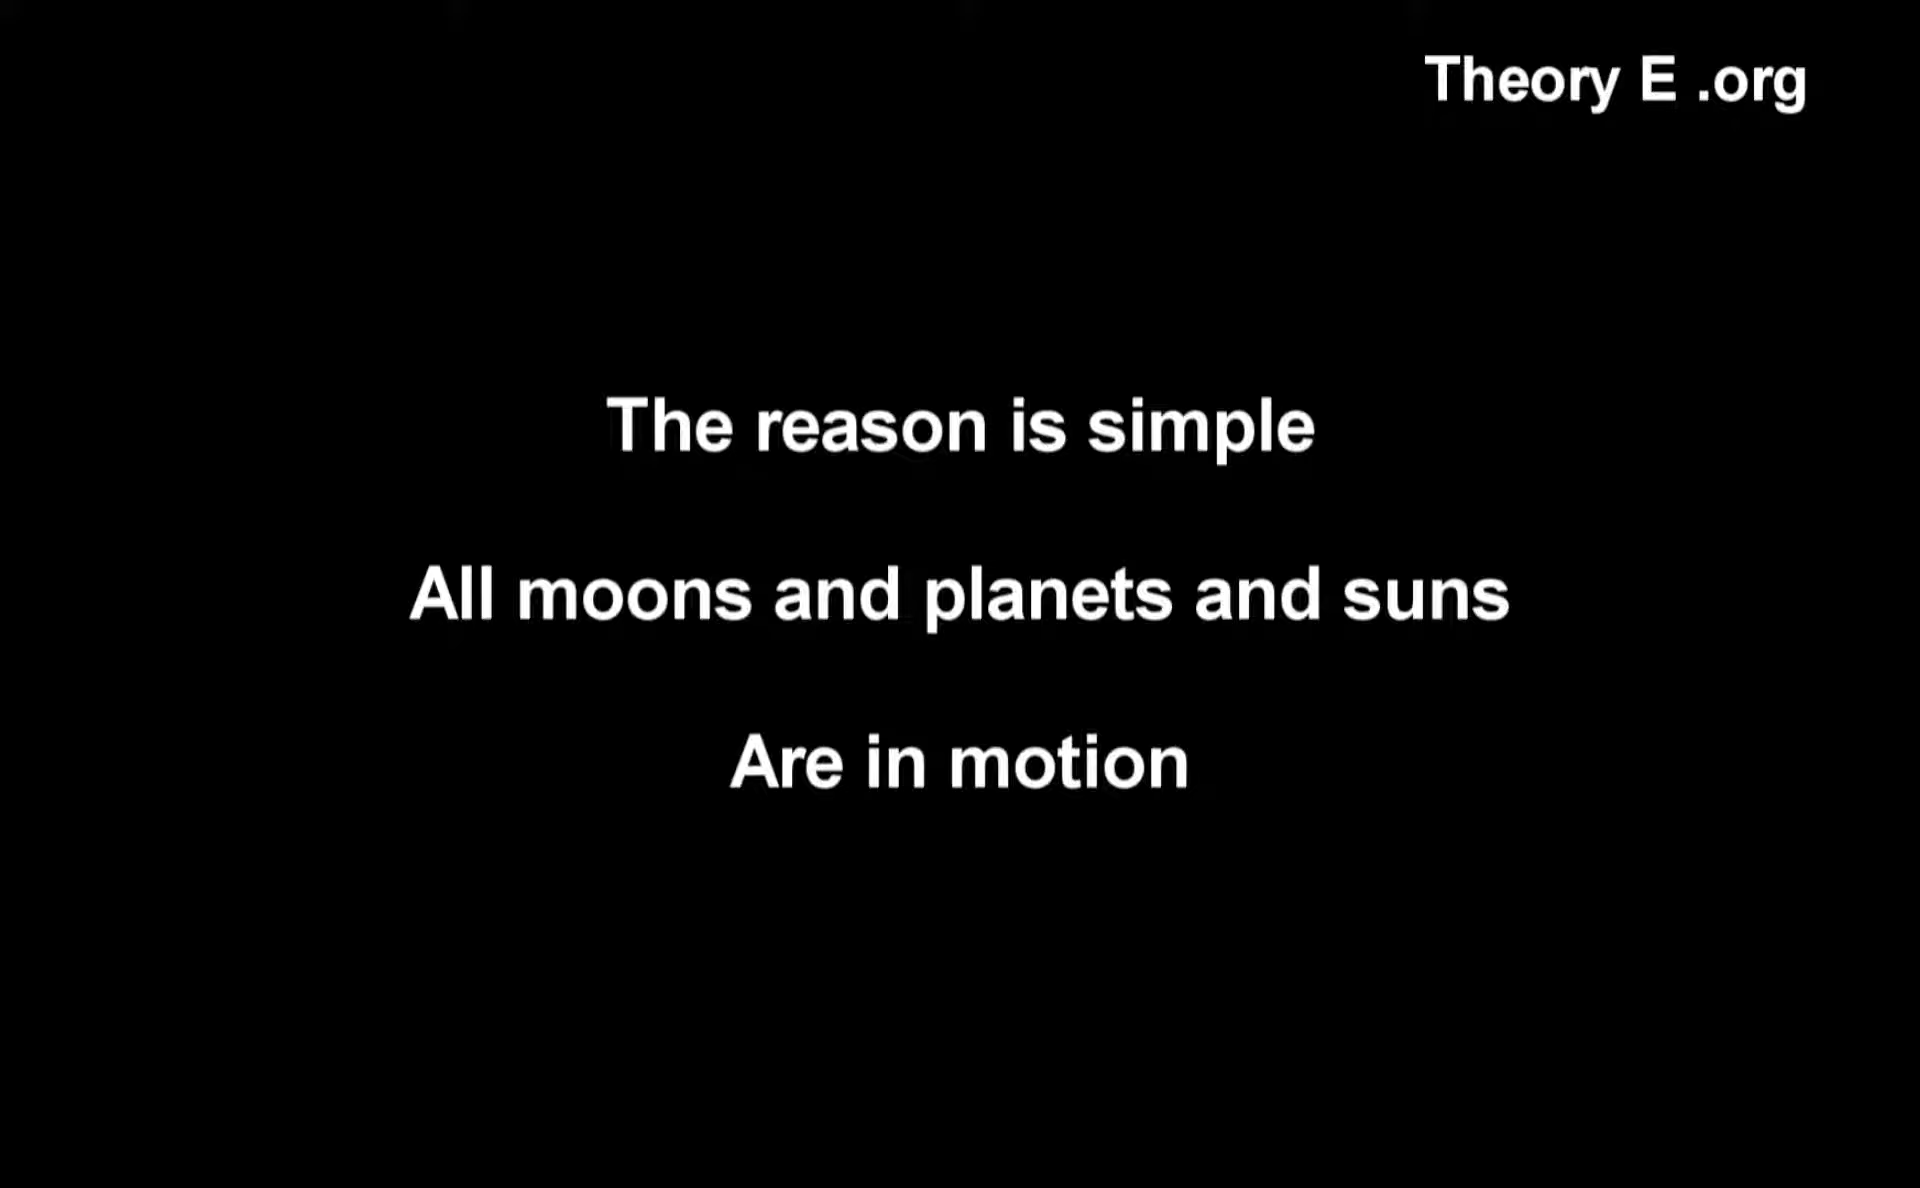 Theory E .org
The reason is simple
All moons and planets and suns
Are in motion